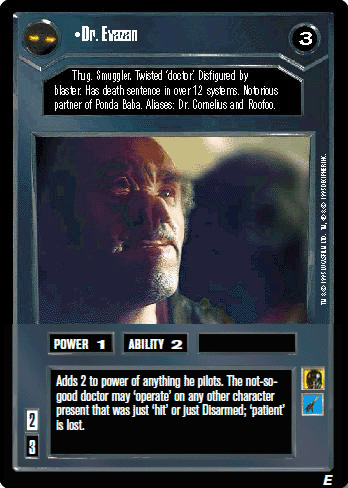 •Dr. Evazan
3
Thug. Smuggler. Twisted 'doctor'. Disfigured by
blaster. Has death sentence in over 12 systems. Notorious
partner of Ponda Baba. Aliases: Dr. Cornelius and Roofoo.
POWER 1
ABILITY 2
Adds 2 to power of anything he pilots. The not-so-
good doctor may 'operate' on any other character
present that was just 'hit' or just Disarmed; 'patient'
is lost.
2
3
E